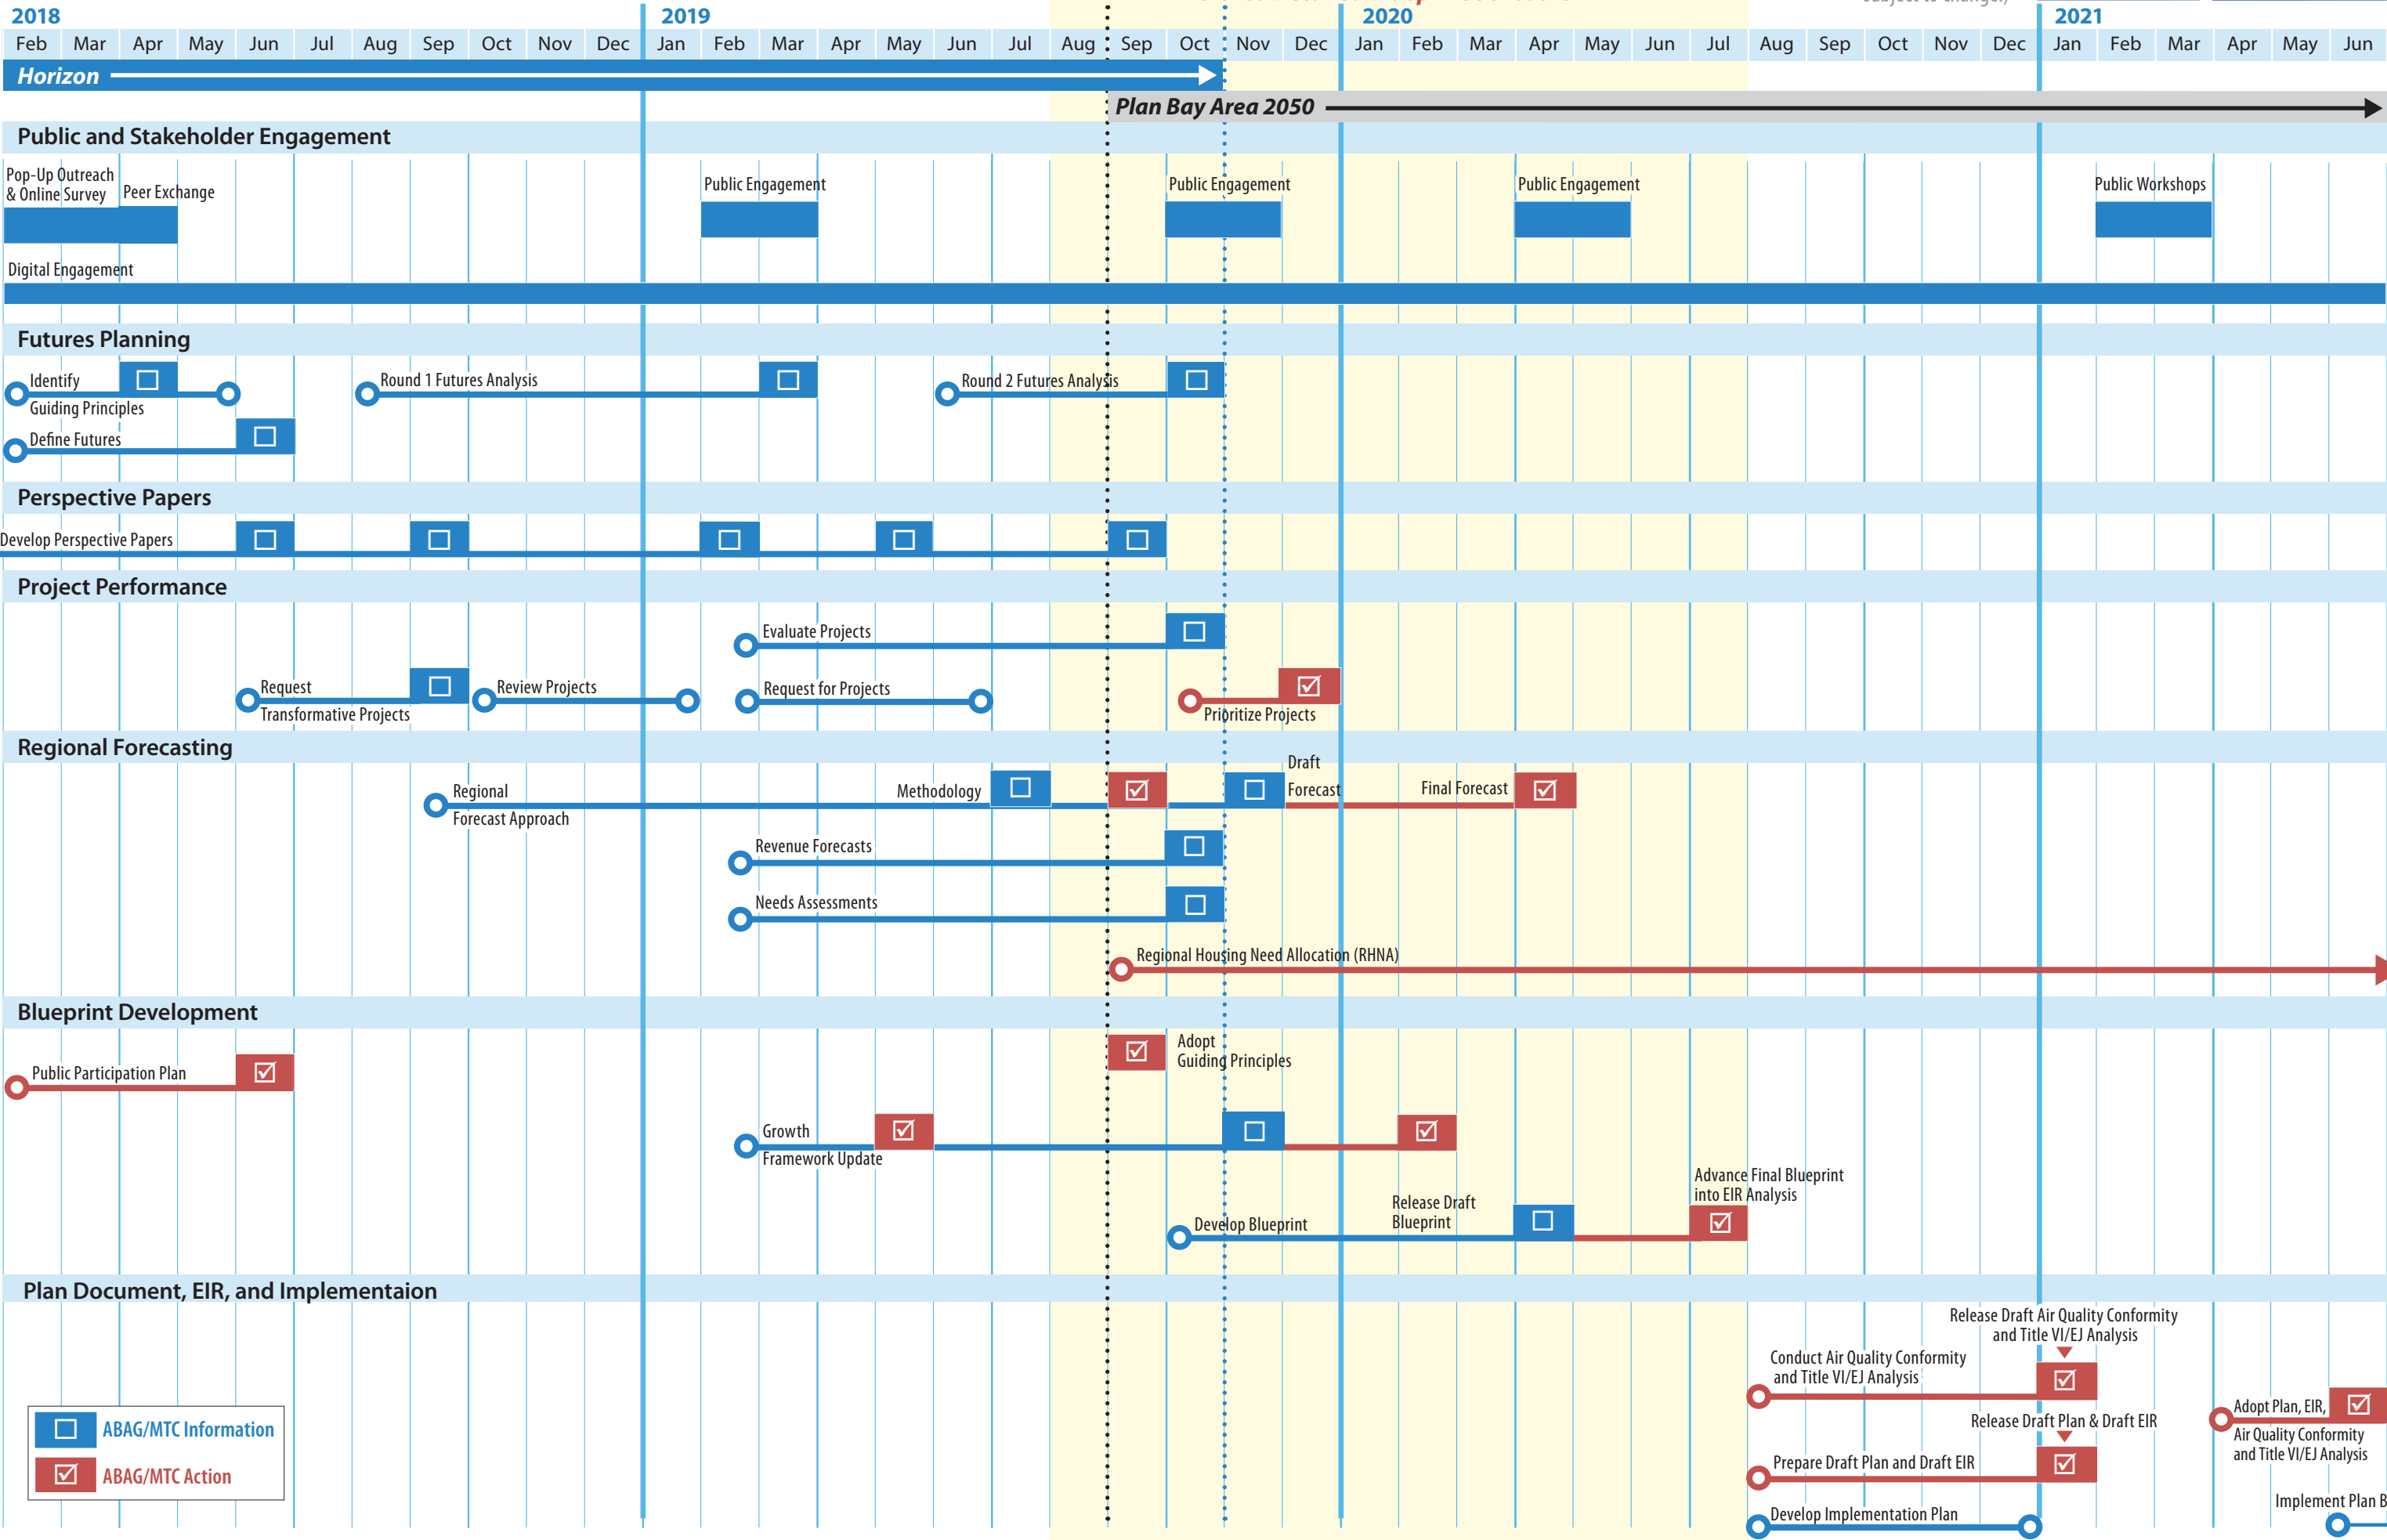 subject to change.)
2018 2019 2020 2021
Feb Mar Apr May Jun Jul Aug Sep Oct Nov Dec Jan Feb Mar Apr May Jun Jul Aug Sep Oct Nov Dec Jan Feb Mar Apr May Jun Jul Aug Sep Oct Nov Dec Jan Feb Mar Apr May Jun
Horizon
Plan Bay Area 2050
Public and Stakeholder Engagement
Pop-Up Outreach
& Online Survey
Peer Exchange
Public Engagement
Public Engagement
Public Engagement
Public Workshops
Digital Engagement
Futures Planning
Identify
Guiding Principles
Round 1 Futures Analysis
Round 2 Futures Analysis
Define Futures
Perspective Papers
Develop Perspective Papers
Project Performance
Evaluate Projects
Request
Transformative Projects
Review Projects
Request for Projects
Prioritize Projects
Regional Forecasting
Regional
Forecast Approach
Methodology
Draft
Forecast
Final Forecast
Revenue Forecasts
Needs Assessments
Regional Housing Need Allocation (RHNA)
Blueprint Development
Public Participation Plan
Adopt
Guiding Principles
Growth
Framework Update
Develop Blueprint
Release Draft
Blueprint
Advance Final Blueprint
into EIR Analysis
Plan Document, EIR, and Implementaion
Release Draft Air Quality Conformity
and Title VI/EJ Analysis
Conduct Air Quality Conformity
and Title VI/EJ Analysis
Release Draft Plan & Draft EIR
Adopt Plan, EIR,
Air Quality Conformity
and Title VI/EJ Analysis
Prepare Draft Plan and Draft EIR
Develop Implementation Plan
Implement Plan B
ABAG/MTC Information
ABAG/MTC Action